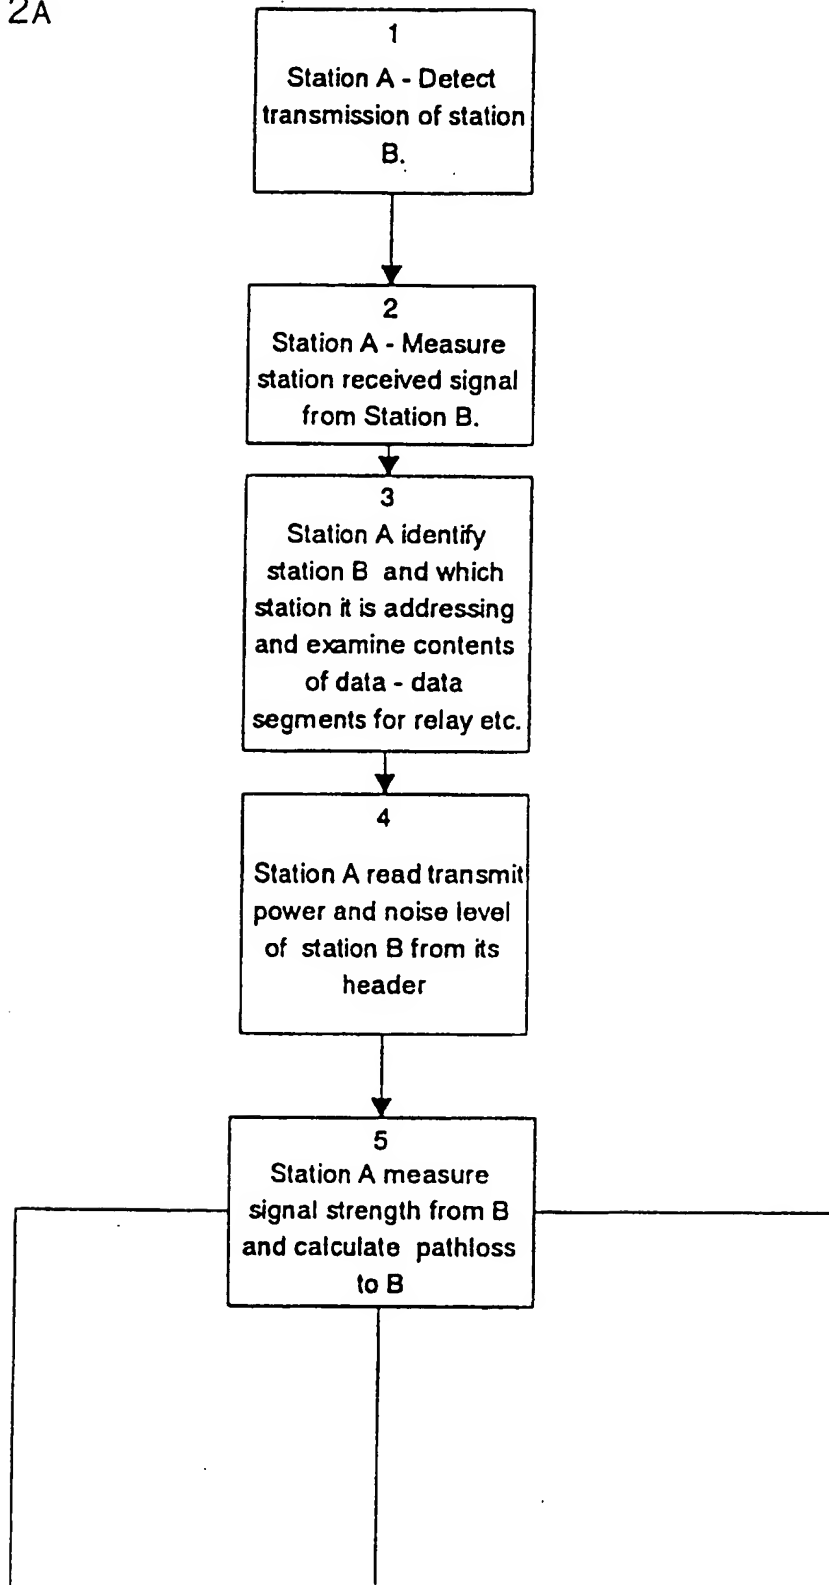 2A
1
Station A - Detect
transmission of station
B.
2
Station A - Measure
station received signal
from Station B.
3
Station A identify
station B and which
station it is addressing
and examine contents
of data - data
segments for relay etc.
4
Station A read transmit
power and noise level
of station B from its
header
5
Station A measure
signal strength from B
and calculate pathloss
to B